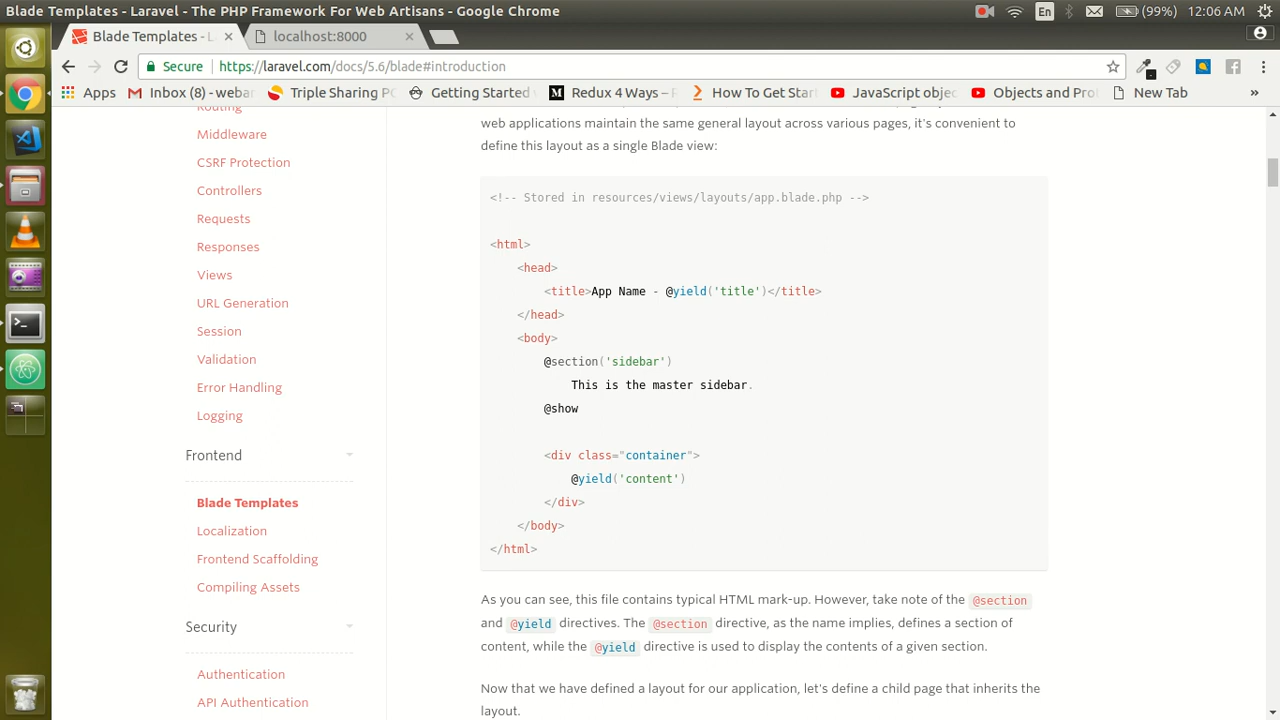 Blade Templates - Laravel - The PHP Framework For Web Artisans - Google Chrome
En
(99%)
12:06 AM
Blade Templates - L
localhost:8000
Secure
https://laravel.com/docs/5.6/blade#introduction
Apps
Inbox (8) - webar
Triple Sharing PC
Getting Started
Redux 4 Ways –
How To Get Start
JavaScript objec
Objects and Pro
New Tab
»
Routing
Middleware
CSRF Protection
Controllers
Requests
Responses
Views
URL Generation
Session
Validation
Error Handling
Logging
Frontend
Blade Templates
Localization
Frontend Scaffolding
Compiling Assets
Security
Authentication
API Authentication
web applications maintain the same general layout across various pages, it's convenient to
define this layout as a single Blade view:
<!-- Stored in resources/views/layouts/app.blade.php -->
<html>
<head>
<title>App Name - @yield('title')</title>
</head>
<body>
@section('sidebar')
This is the master sidebar.
@show
<div class="container">
@yield('content')
</div>
</body>
</html>
As you can see, this file contains typical HTML mark-up. However, take note of the @section
and @yield directives. The @section directive, as the name implies, defines a section of
content, while the @yield directive is used to display the contents of a given section.
Now that we have defined a layout for our application, let's define a child page that inherits the
layout.